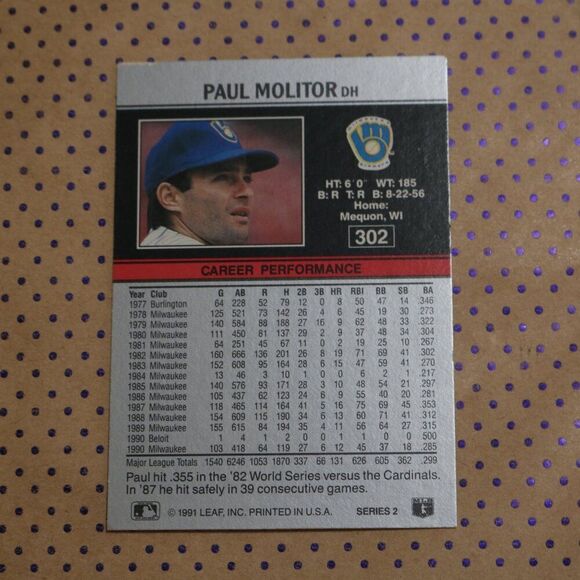 PAUL MOLITOR DH
MILWAUKEE
BREWERS
HT: 6'0" WT: 185
B: R T: R B: 8-22-56
Home:
Mequon, WI
302
CAREER PERFORMANCE
Year Club G AB R H 2B 3B HR RBI BB SB BA
1977 Burlington 64 228 52 79 12 0 8 50 47 14 .346
1978 Milwaukee 125 521 73 142 26 4 6 45 19 30 .273
1979 Milwaukee 140 584 88 188 27 16 9 62 48 33 .322
1980 Milwaukee 111 450 81 137 29 2 9 37 48 34 .304
1981 Milwaukee 64 251 45 67 11 0 2 19 25 10 .267
1982 Milwaukee 160 666 136 201 26 8 19 71 69 41 .302
1983 Milwaukee 152 608 95 164 28 6 15 47 59 41 .270
1984 Milwaukee 13 46 3 10 1 0 0 6 2 1 .217
1985 Milwaukee 140 576 93 171 28 3 10 48 54 21 .297
1986 Milwaukee 105 437 62 123 24 6 9 55 40 20 .281
1987 Milwaukee 118 465 114 164 41 5 16 75 69 45 .353
1988 Milwaukee 154 609 115 190 34 6 13 60 71 41 .312
1989 Milwaukee 155 615 84 194 35 4 11 56 64 27 .315
1990 Beloit 1 4 1 2 0 0 1 1 0 0 .500
1990 Milwaukee 103 418 64 119 27 6 12 45 37 18 .285
Major League Totals 1540 6246 1053 1870 337 66 131 626 605 362 .299
Paul hit .355 in the '82 World Series versus the Cardinals.
In '87 he hit safely in 39 consecutive games.
© 1991 LEAF, INC. PRINTED IN U.S.A. SERIES 2